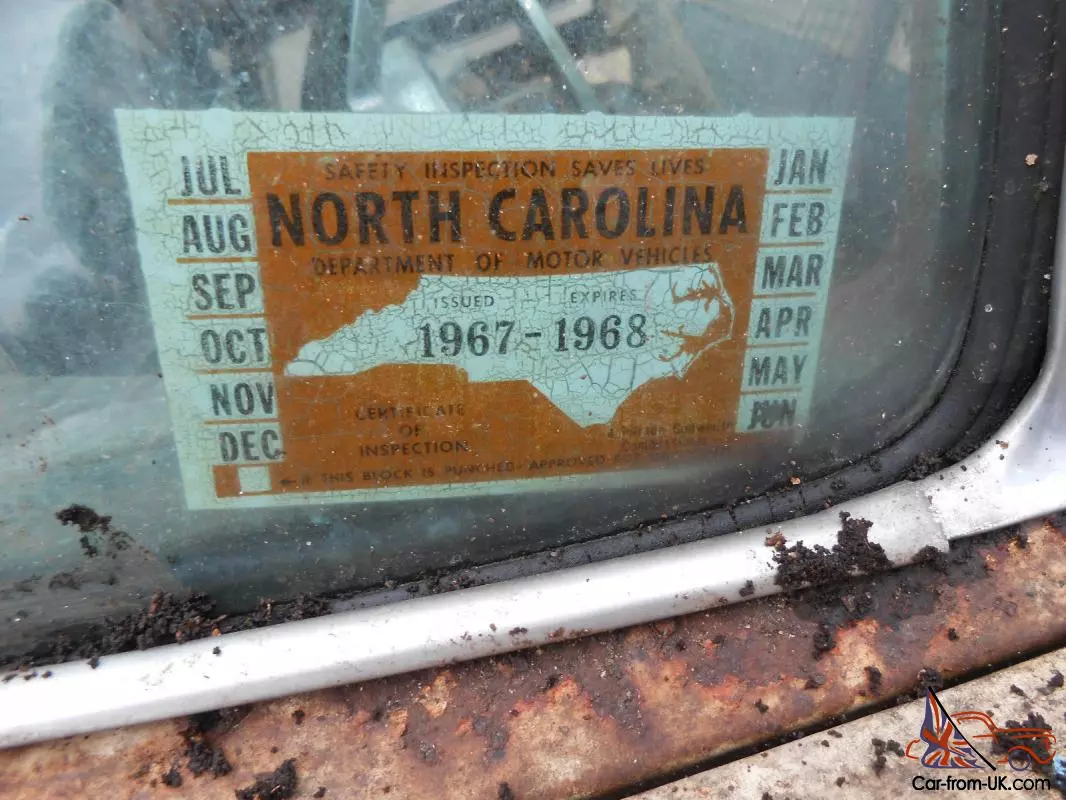 SAFETY INSPECTION SAVES LIVES
NORTH CAROLINA
DEPARTMENT OF MOTOR VEHICLES
ISSUED EXPIRES
1967-1968
CERTIFICATE
OF
INSPECTION
← IF THIS BLOCK IS PUNCHED - APPROVED
JUL
AUG
SEP
OCT
NOV
DEC
JAN
FEB
MAR
APR
MAY
JUN
Car-from-UK.com